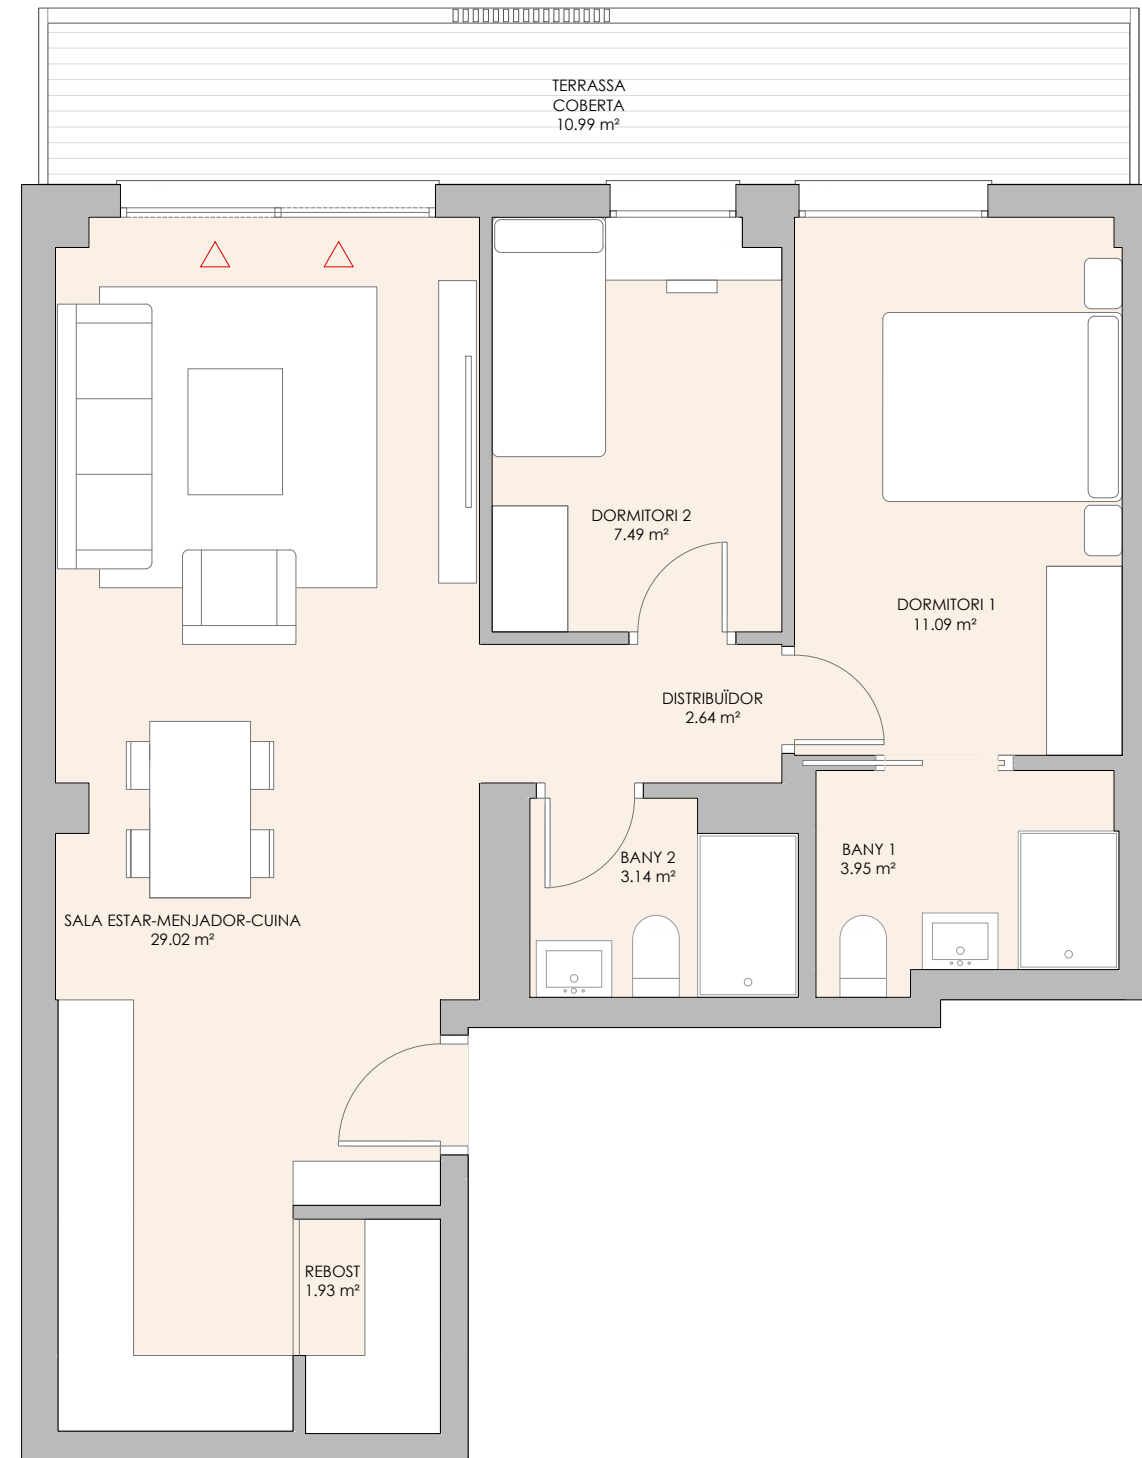 TERRASSA
COBERTA
10.99 m²
DORMITORI 2
7.49 m²
DORMITORI 1
11.09 m²
DISTRIBUÏDOR
2.64 m²
BANY 2
3.14 m²
BANY 1
3.95 m²
SALA ESTAR-MENJADOR-CUINA
29.02 m²
REBOST
1.93 m²